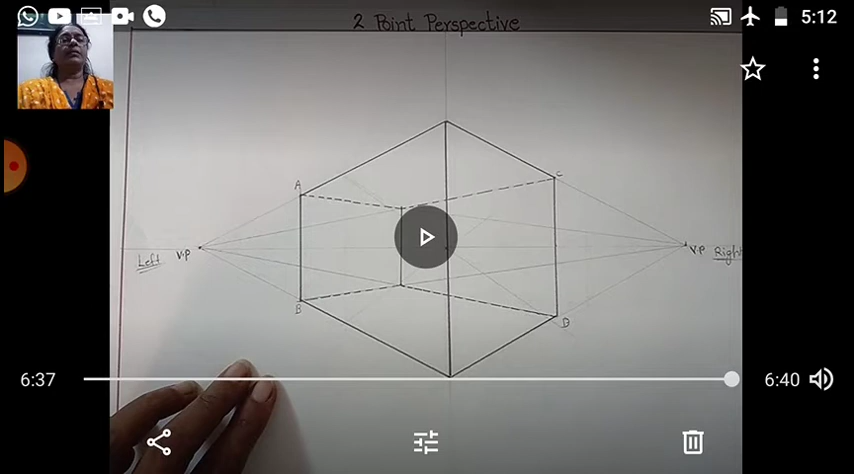 5:12
2 Point Perspective
A
C
Left
V.P
V.P
Right
B
D
6:37
6:40